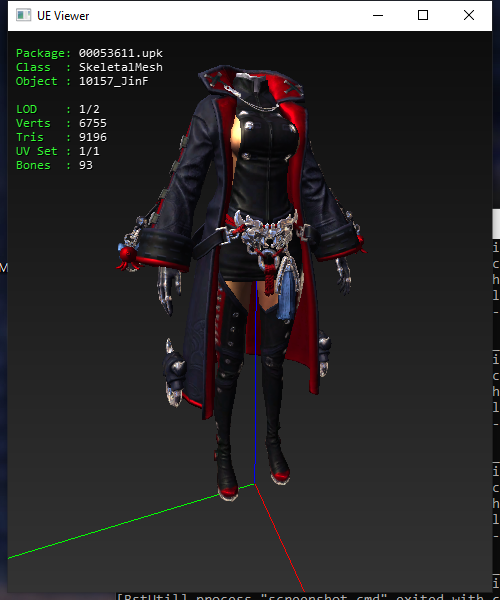 UE Viewer
Package: 00053611.upk
Class  : SkeletalMesh
Object : 10157_JinF
LOD    : 1/2
Verts  : 6755
Tris   : 9196
UV Set : 1/1
Bones  : 93
M
i
c
h
l
-
i
c
h
l
-
i
[BstUtil] process "screenshot.cmd" exited with c